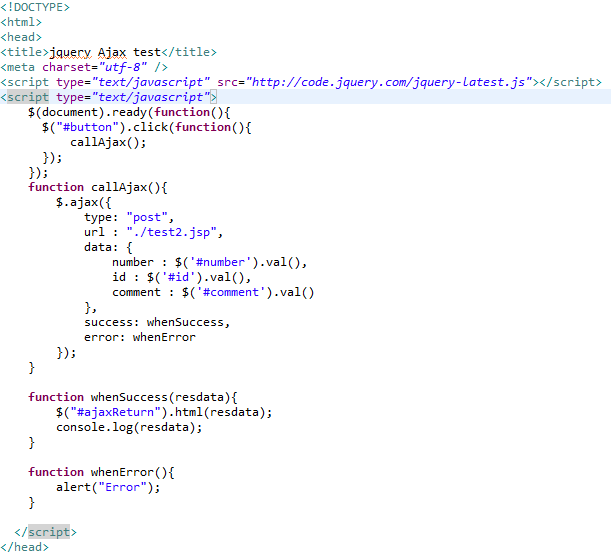 <!DOCTYPE>
<html>
<head>
<title>jquery Ajax test</title>
<meta charset="utf-8" />
<script type="text/javascript" src="http://code.jquery.com/jquery-latest.js"></script>
<script type="text/javascript">
    $(document).ready(function(){
      $("#button").click(function(){
          callAjax();
      });
    });
    function callAjax(){
        $.ajax({
            type: "post",
            url : "./test2.jsp",
            data: {
                number : $('#number').val(),
                id : $('#id').val(),
                comment : $('#comment').val()
            },
            success: whenSuccess,
            error: whenError
        });
    }

    function whenSuccess(resdata){
        $("#ajaxReturn").html(resdata);
        console.log(resdata);
    }

    function whenError(){
        alert("Error");
    }

  </script>
</head>